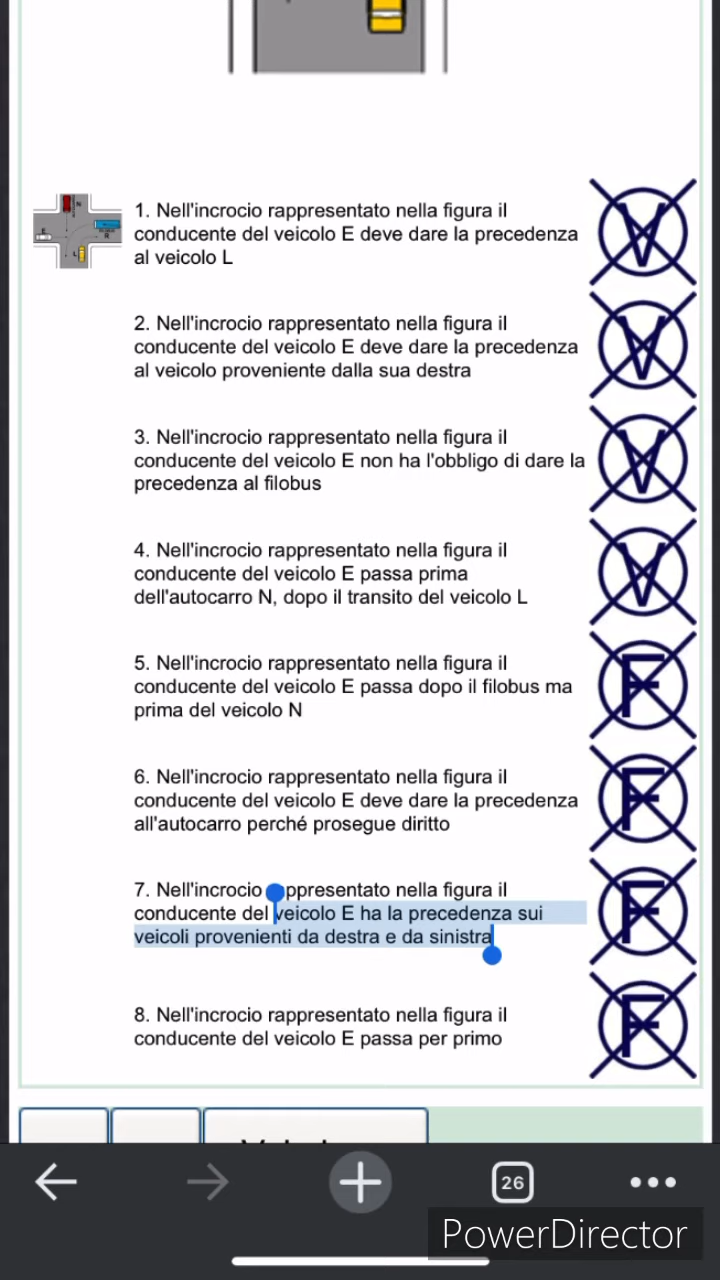 1. Nell'incrocio rappresentato nella figura il
conducente del veicolo E deve dare la precedenza
al veicolo L
V
2. Nell'incrocio rappresentato nella figura il
conducente del veicolo E deve dare la precedenza
al veicolo proveniente dalla sua destra
V
3. Nell'incrocio rappresentato nella figura il
conducente del veicolo E non ha l'obbligo di dare la
precedenza al filobus
V
4. Nell'incrocio rappresentato nella figura il
conducente del veicolo E passa prima
dell'autocarro N, dopo il transito del veicolo L
V
5. Nell'incrocio rappresentato nella figura il
conducente del veicolo E passa dopo il filobus ma
prima del veicolo N
F
6. Nell'incrocio rappresentato nella figura il
conducente del veicolo E deve dare la precedenza
all'autocarro perché prosegue diritto
F
7. Nell'incrocio ppresentato nella figura il
conducente del veicolo E ha la precedenza sui
veicoli provenienti da destra e da sinistra
F
8. Nell'incrocio rappresentato nella figura il
conducente del veicolo E passa per primo
F
26
PowerDirector